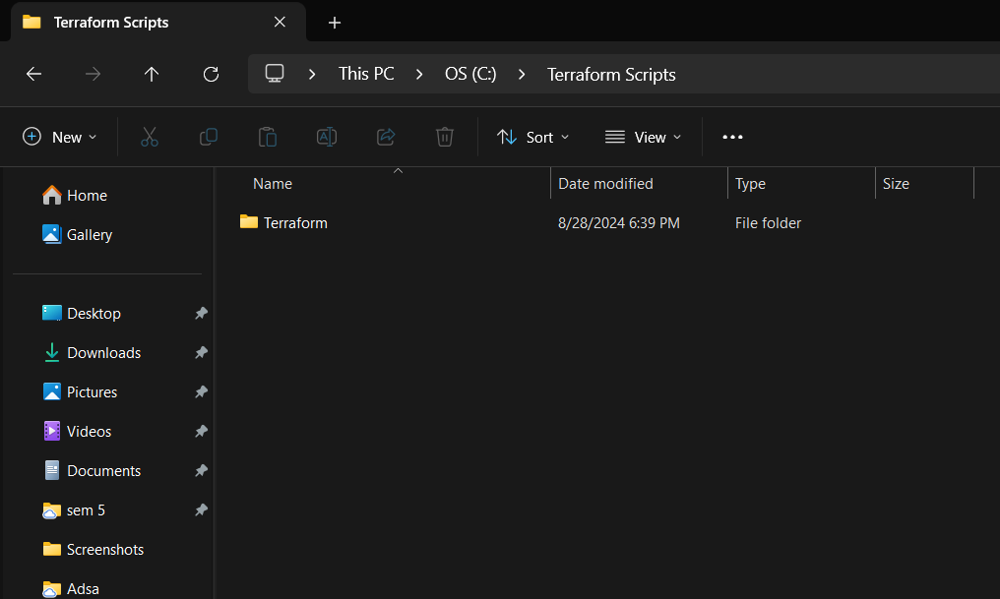 Terraform Scripts
This PC > OS (C:) > Terraform Scripts
New Sort View
Name Date modified Type Size
Terraform 8/28/2024 6:39 PM File folder
Home
Gallery
Desktop
Downloads
Pictures
Videos
Documents
sem 5
Screenshots
Adsa